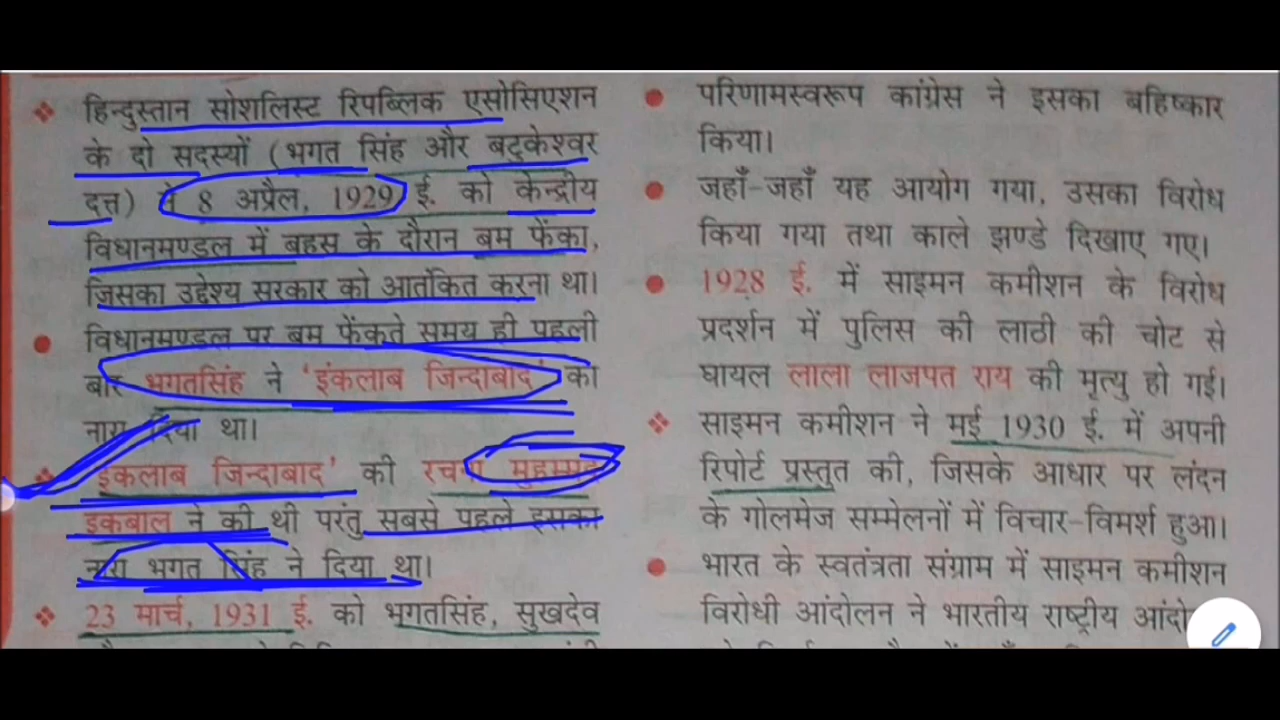 हिन्दुस्तान सोशलिस्ट रिपब्लिक एसोसिएशन
के दो सदस्यों (भगत सिंह और बटुकेश्वर
दत्त) ने 8 अप्रैल, 1929 ई. को केन्द्रीय
विधानमण्डल में बहस के दौरान बम फेंका,
जिसका उद्देश्य सरकार को आतंकित करना था।
विधानमण्डल पर बम फेंकते समय ही पहली
बार भगतसिंह ने 'इंकलाब जिन्दाबाद' का
नारा दिया था।
इंकलाब जिन्दाबाद' की रचना मुहम्मद
इकबाल ने की थी परंतु सबसे पहले इसका
नारा भगत सिंह ने दिया था।
23 मार्च, 1931 ई. को भगतसिंह, सुखदेव
परिणामस्वरूप कांग्रेस ने इसका बहिष्कार
किया।
जहाँ-जहाँ यह आयोग गया, उसका विरोध
किया गया तथा काले झण्डे दिखाए गए।
1928 ई. में साइमन कमीशन के विरोध
प्रदर्शन में पुलिस की लाठी की चोट से
घायल लाला लाजपत राय की मृत्यु हो गई।
साइमन कमीशन ने मई 1930 ई. में अपनी
रिपोर्ट प्रस्तुत की, जिसके आधार पर लंदन
के गोलमेज सम्मेलनों में विचार-विमर्श हुआ।
भारत के स्वतंत्रता संग्राम में साइमन कमीशन
विरोधी आंदोलन ने भारतीय राष्ट्रीय